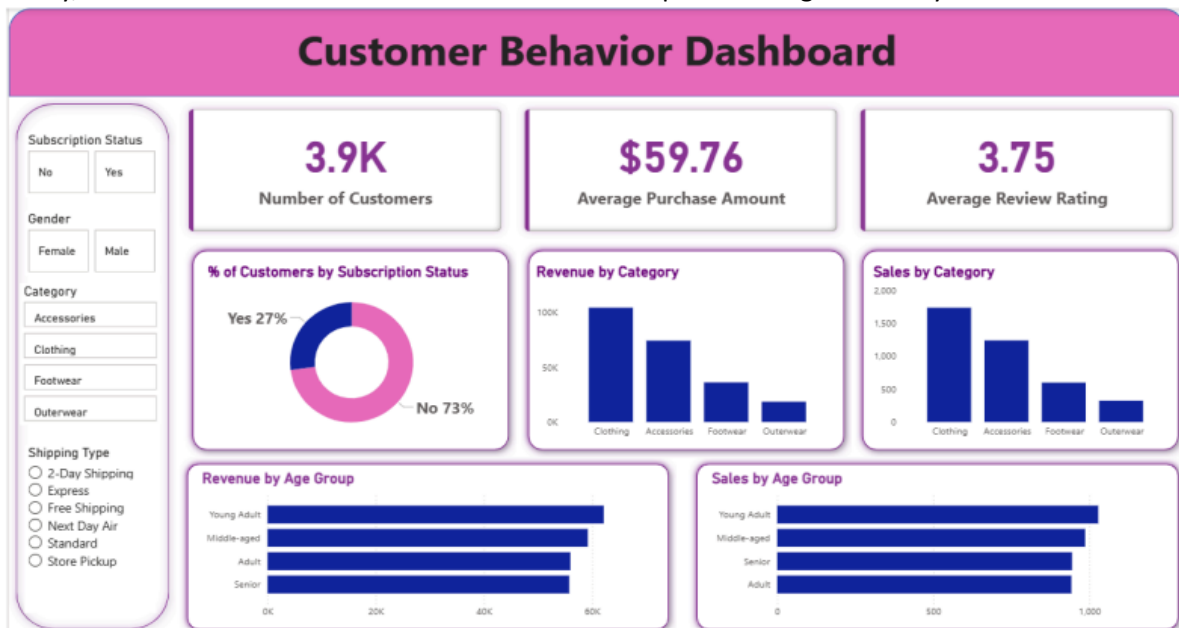 Customer Behavior Dashboard
Subscription Status
No Yes
Gender
Female Male
Category
Accessories
Clothing
Footwear
Outerwear
Shipping Type
2-Day Shipping
Express
Free Shipping
Next Day Air
Standard
Store Pickup
3.9K
Number of Customers
$59.76
Average Purchase Amount
3.75
Average Review Rating
% of Customers by Subscription Status
Yes 27%
No 73%
Revenue by Category
100K
50K
0K
Clothing Accessories Footwear Outerwear
Sales by Category
2,000
1,500
1,000
500
0
Clothing Accessories Footwear Outerwear
Revenue by Age Group
Young Adult
Middle-aged
Adult
Senior
0K 20K 40K 60K
Sales by Age Group
Young Adult
Middle-aged
Senior
Adult
0 500 1,000